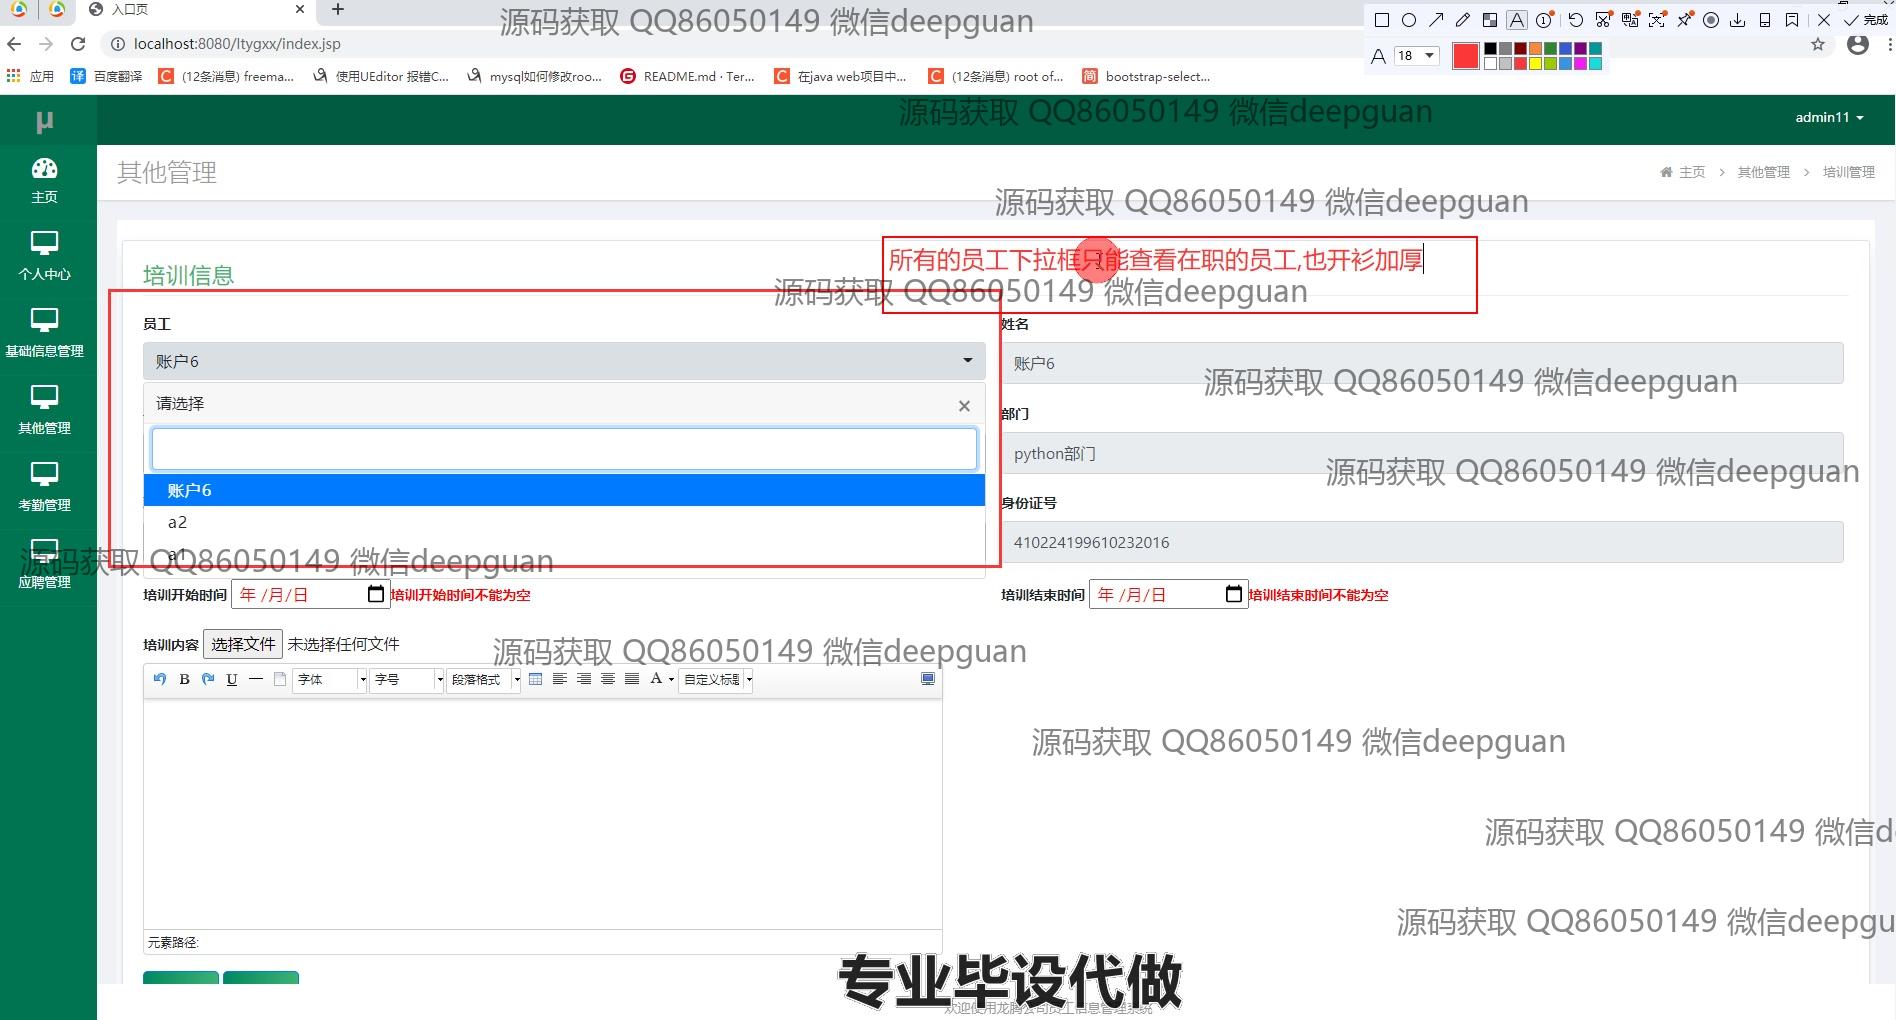 入口页
源码获取 QQ86050149 微信deepguan
完成
localhost:8080/ltygxx/index.jsp
A 18
应用
译 百度翻译
C (12条消息) freema...
使用UEditor 报错C...
mysql如何修改roo...
G README.md · Ter...
C 在java web项目中...
C (12条消息) root of...
简 bootstrap-select...
μ
源码获取 QQ86050149 微信deepguan
admin11
主页
个人中心
基础信息管理
其他管理
考勤管理
应聘管理
其他管理
主页 > 其他管理 > 培训管理
源码获取 QQ86050149 微信deepguan
所有的员工下拉框只能查看在职的员工,也开衫加厚
培训信息
源码获取 QQ86050149 微信deepguan
员工
账户6
请选择
×
账户6
a2
a1
姓名
账户6
源码获取 QQ86050149 微信deepguan
部门
python部门
源码获取 QQ86050149 微信deepguan
身份证号
410224199610232016
源码获取 QQ86050149 微信deepguan
培训开始时间 年 /月/日 培训开始时间不能为空
培训结束时间 年 /月/日 培训结束时间不能为空
培训内容 选择文件 未选择任何文件
源码获取 QQ86050149 微信deepguan
B U 字体 字号 段落格式 A 自定义标题
源码获取 QQ86050149 微信deepguan
源码获取 QQ86050149 微信d
源码获取 QQ86050149 微信deepgu
元素路径:
专业毕设代做
欢迎使用龙腾公司员工信息管理系统